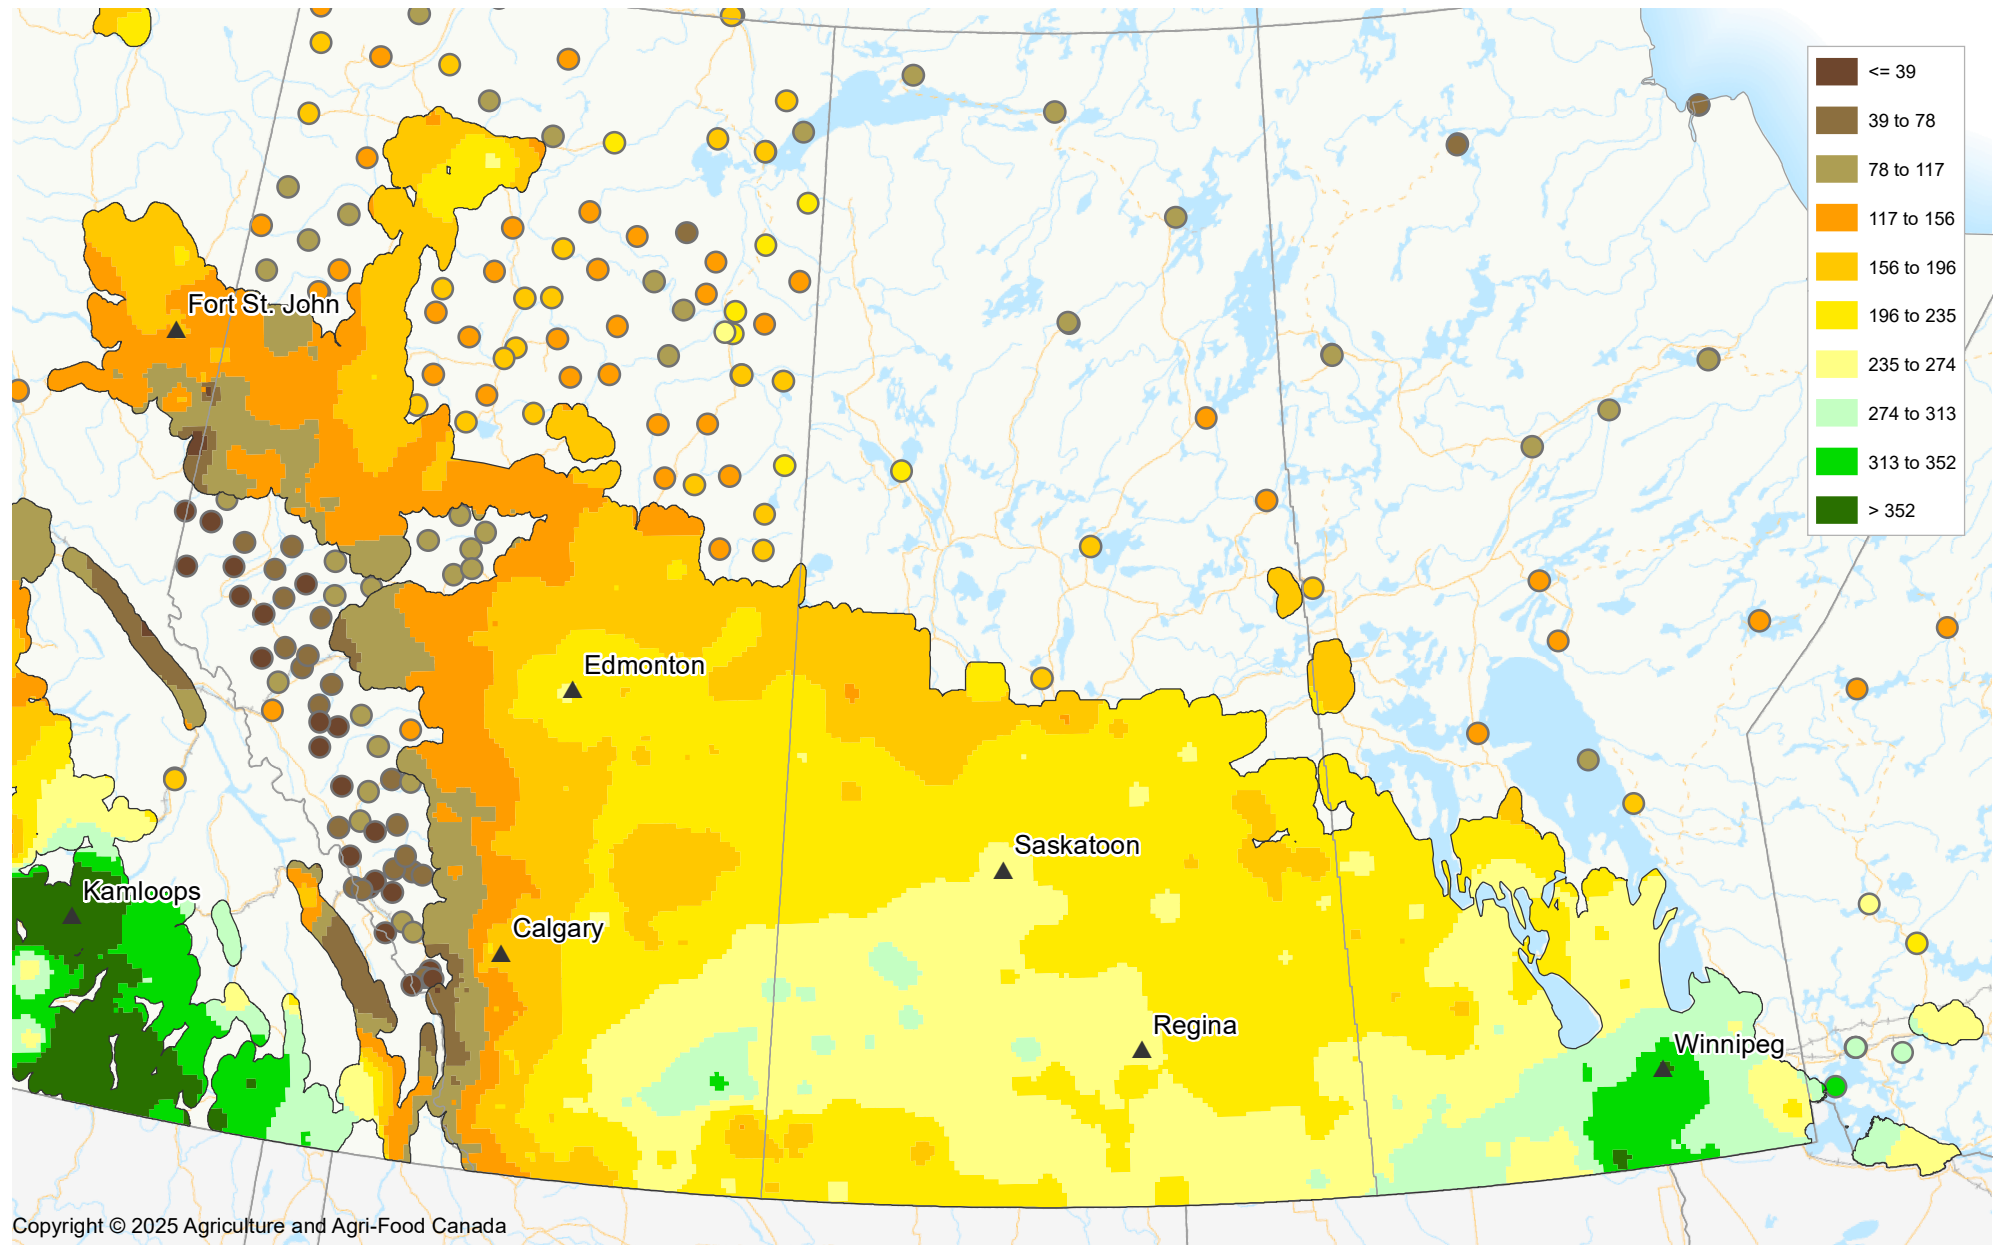 <= 39
39 to 78
78 to 117
117 to 156
156 to 196
196 to 235
235 to 274
274 to 313
313 to 352
> 352
Fort St. John
Edmonton
Saskatoon
Kamloops
Calgary
Regina
Winnipeg
Copyright © 2025 Agriculture and Agri-Food Canada